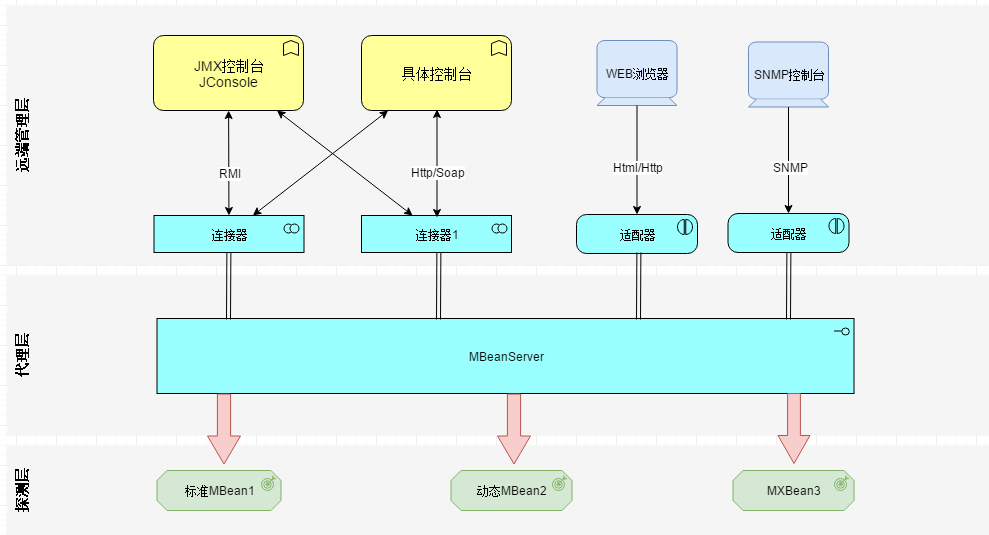 远端管理层
JMX控制台
JConsole
具体控制台
WEB浏览器
SNMP控制台
RMI
Http/Soap
Html/Http
SNMP
连接器
连接器1
适配器
适配器
代理层
MBeanServer
探测层
标准MBean1
动态MBean2
MXBean3